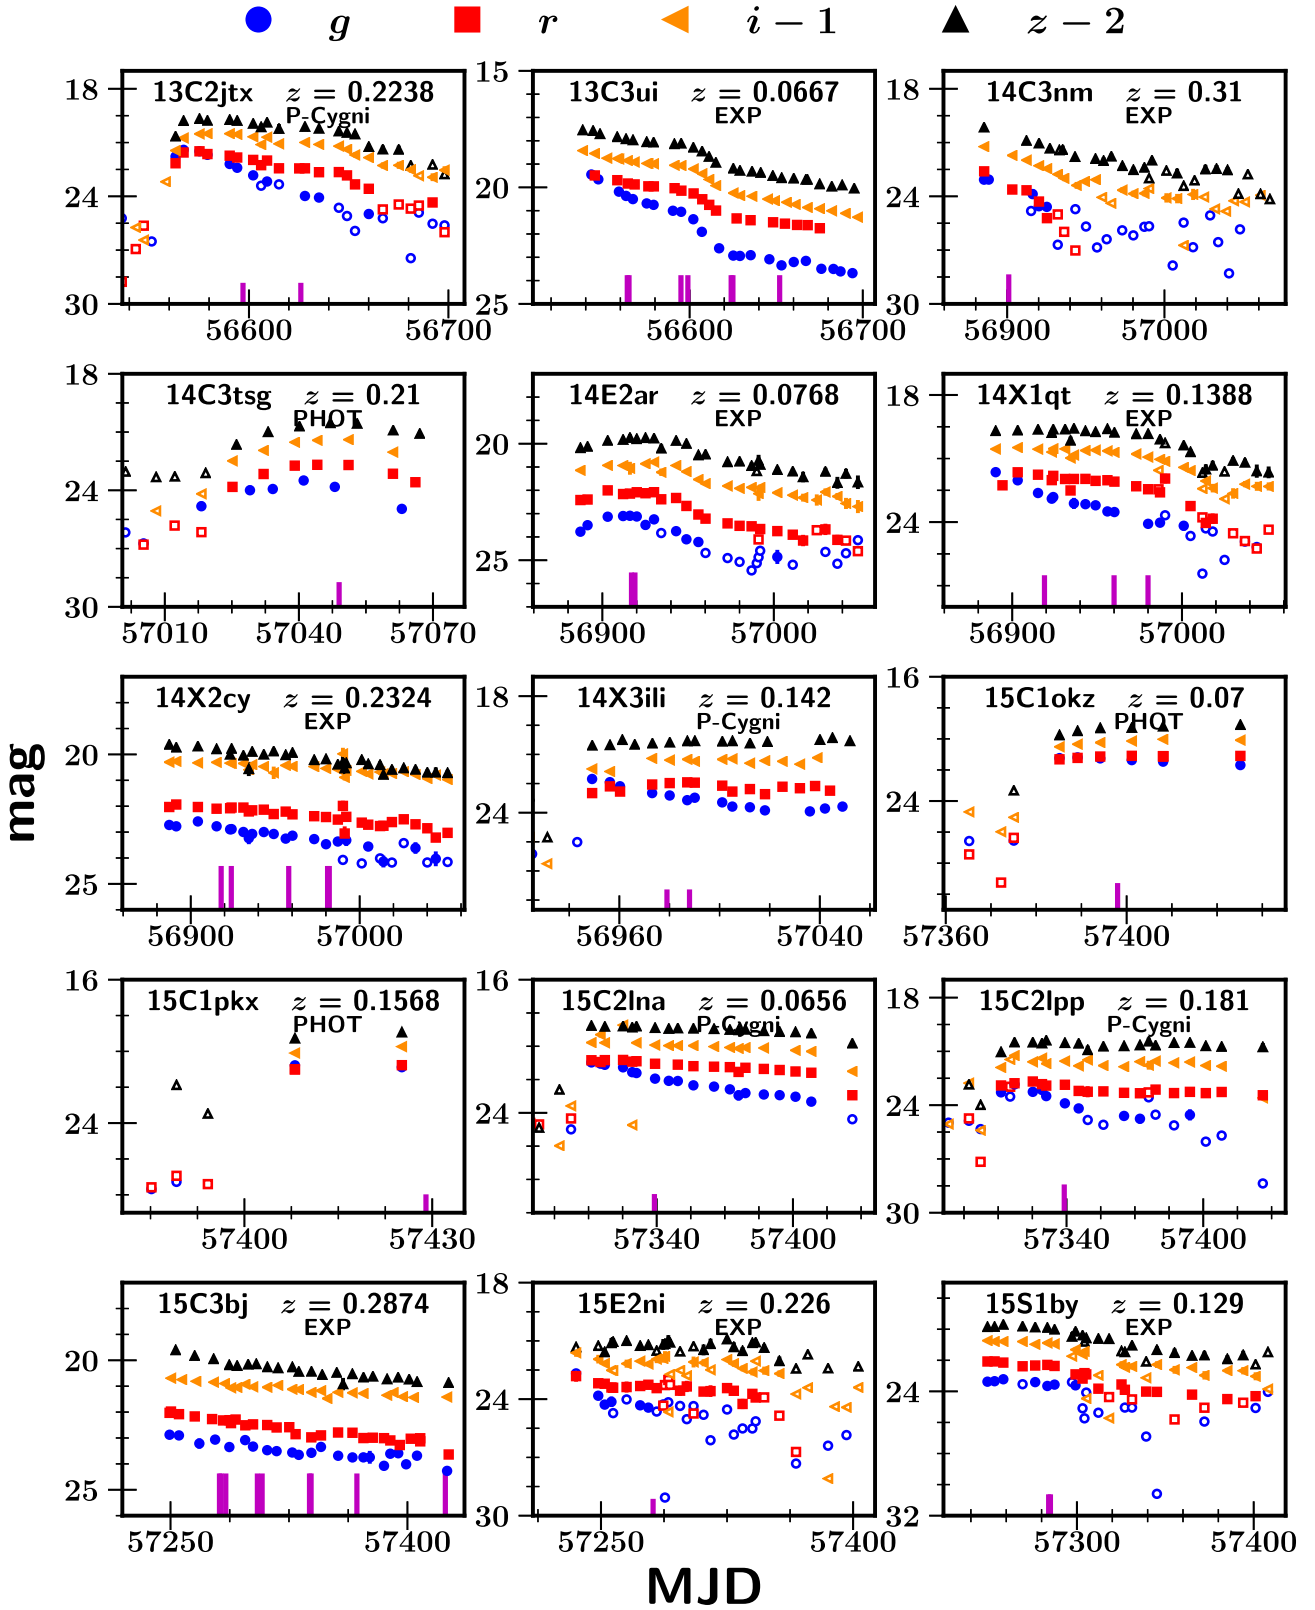 g r i − 1 z − 2
13C2jtx z = 0.2238
P-Cygni
18
24
30
56600 56700
13C3ui z = 0.0667
EXP
15
20
25
56600 56700
14C3nm z = 0.31
EXP
18
24
30
56900 57000
14C3tsg z = 0.21
PHOT
18
24
30
57010 57040 57070
14E2ar z = 0.0768
EXP
20
25
56900 57000
14X1qt z = 0.1388
EXP
18
24
56900 57000
14X2cy z = 0.2324
EXP
20
25
56900 57000
14X3ili z = 0.142
P-Cygni
18
24
56960 57040
15C1okz z = 0.07
PHOT
16
24
57360 57400
15C1pkx z = 0.1568
PHOT
16
24
57400 57430
15C2lna z = 0.0656
P-Cygni
16
24
57340 57400
15C2lpp z = 0.181
P-Cygni
18
24
30
57340 57400
15C3bj z = 0.2874
EXP
20
25
57250 57400
15E2ni z = 0.226
EXP
18
24
30
57250 57400
15S1by z = 0.129
EXP
24
32
57300 57400
mag
MJD